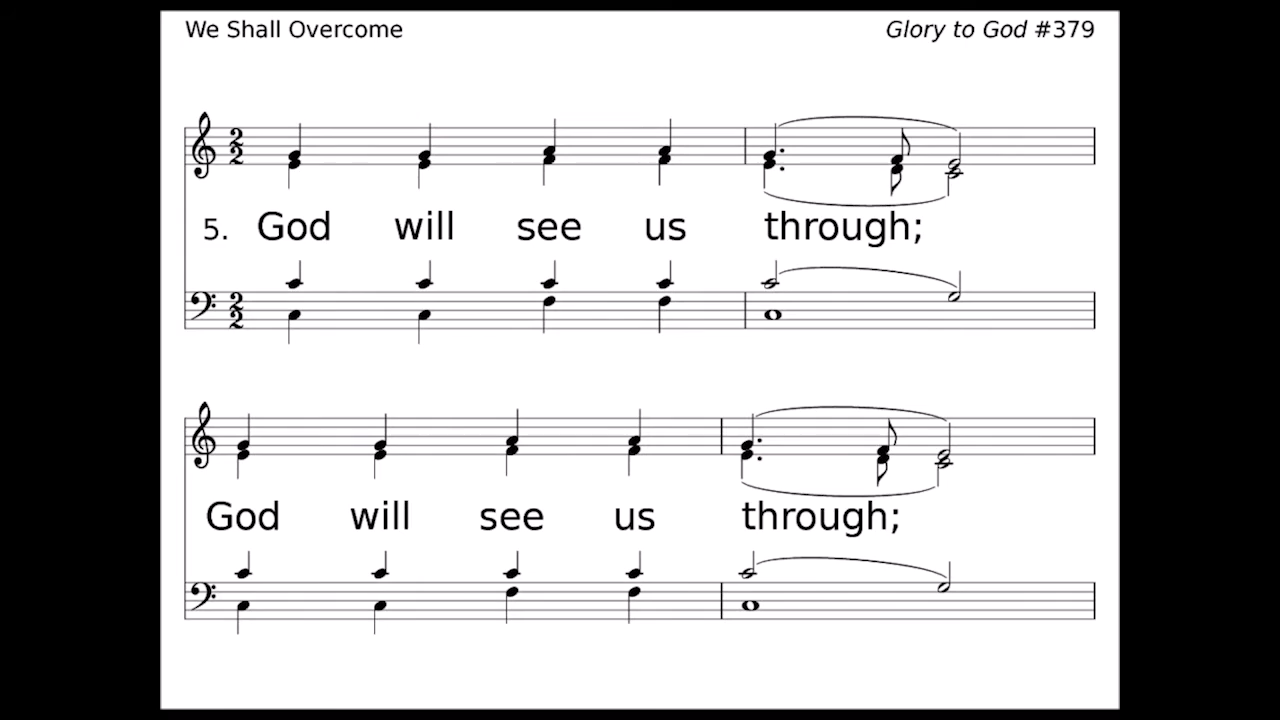 We Shall Overcome
Glory to God #379
5. God will see us through;
God will see us through;